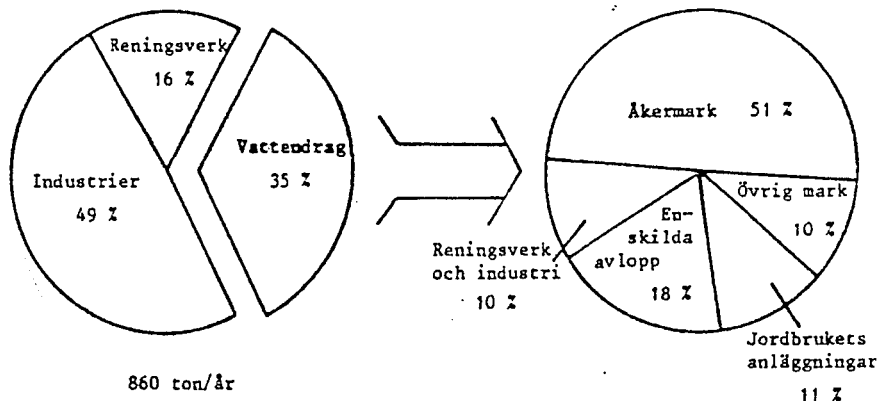 Reningsverk
16 %
Industrier
49 %
Vattendrag
35 %
860 ton/år
Åkermark 51 %
Övrig mark
10 %
En-
skilda
avlopp
18 %
Reningsverk
och industri
10 %
Jordbrukets
anläggningar
11 %